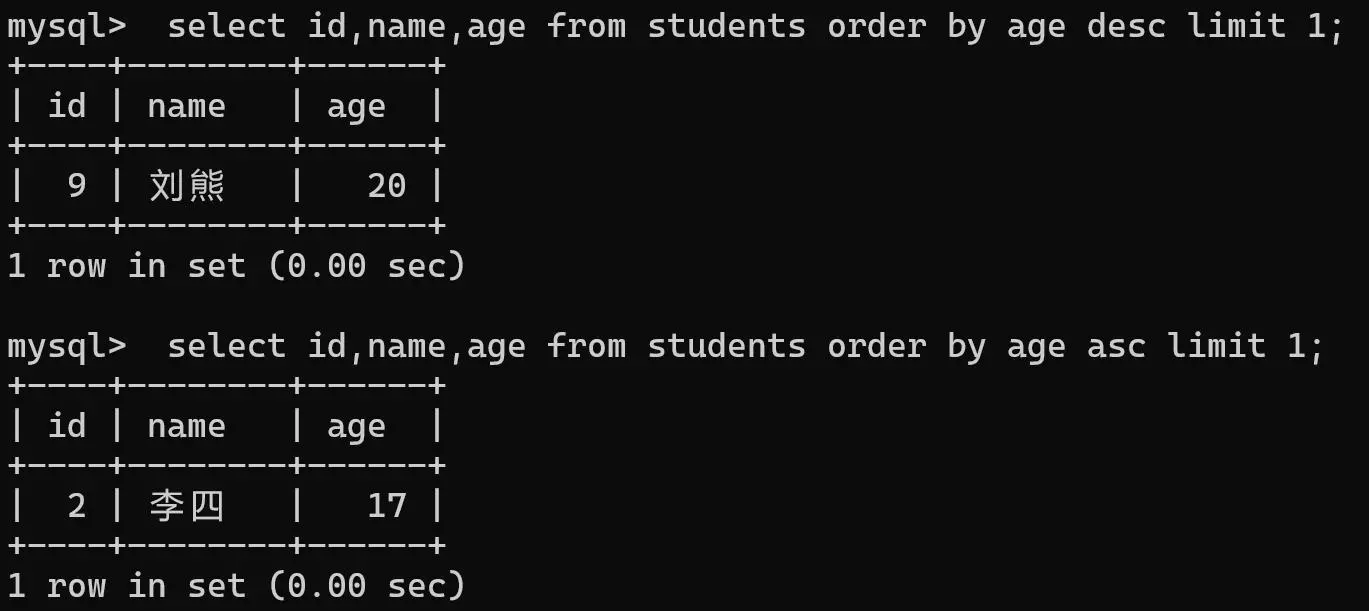 mysql>  select id,name,age from students order by age desc limit 1;
+----+--------+------+
| id | name   | age  |
+----+--------+------+
|  9 | 刘熊   |   20 |
+----+--------+------+
1 row in set (0.00 sec)

mysql>  select id,name,age from students order by age asc limit 1;
+----+--------+------+
| id | name   | age  |
+----+--------+------+
|  2 | 李四   |   17 |
+----+--------+------+
1 row in set (0.00 sec)